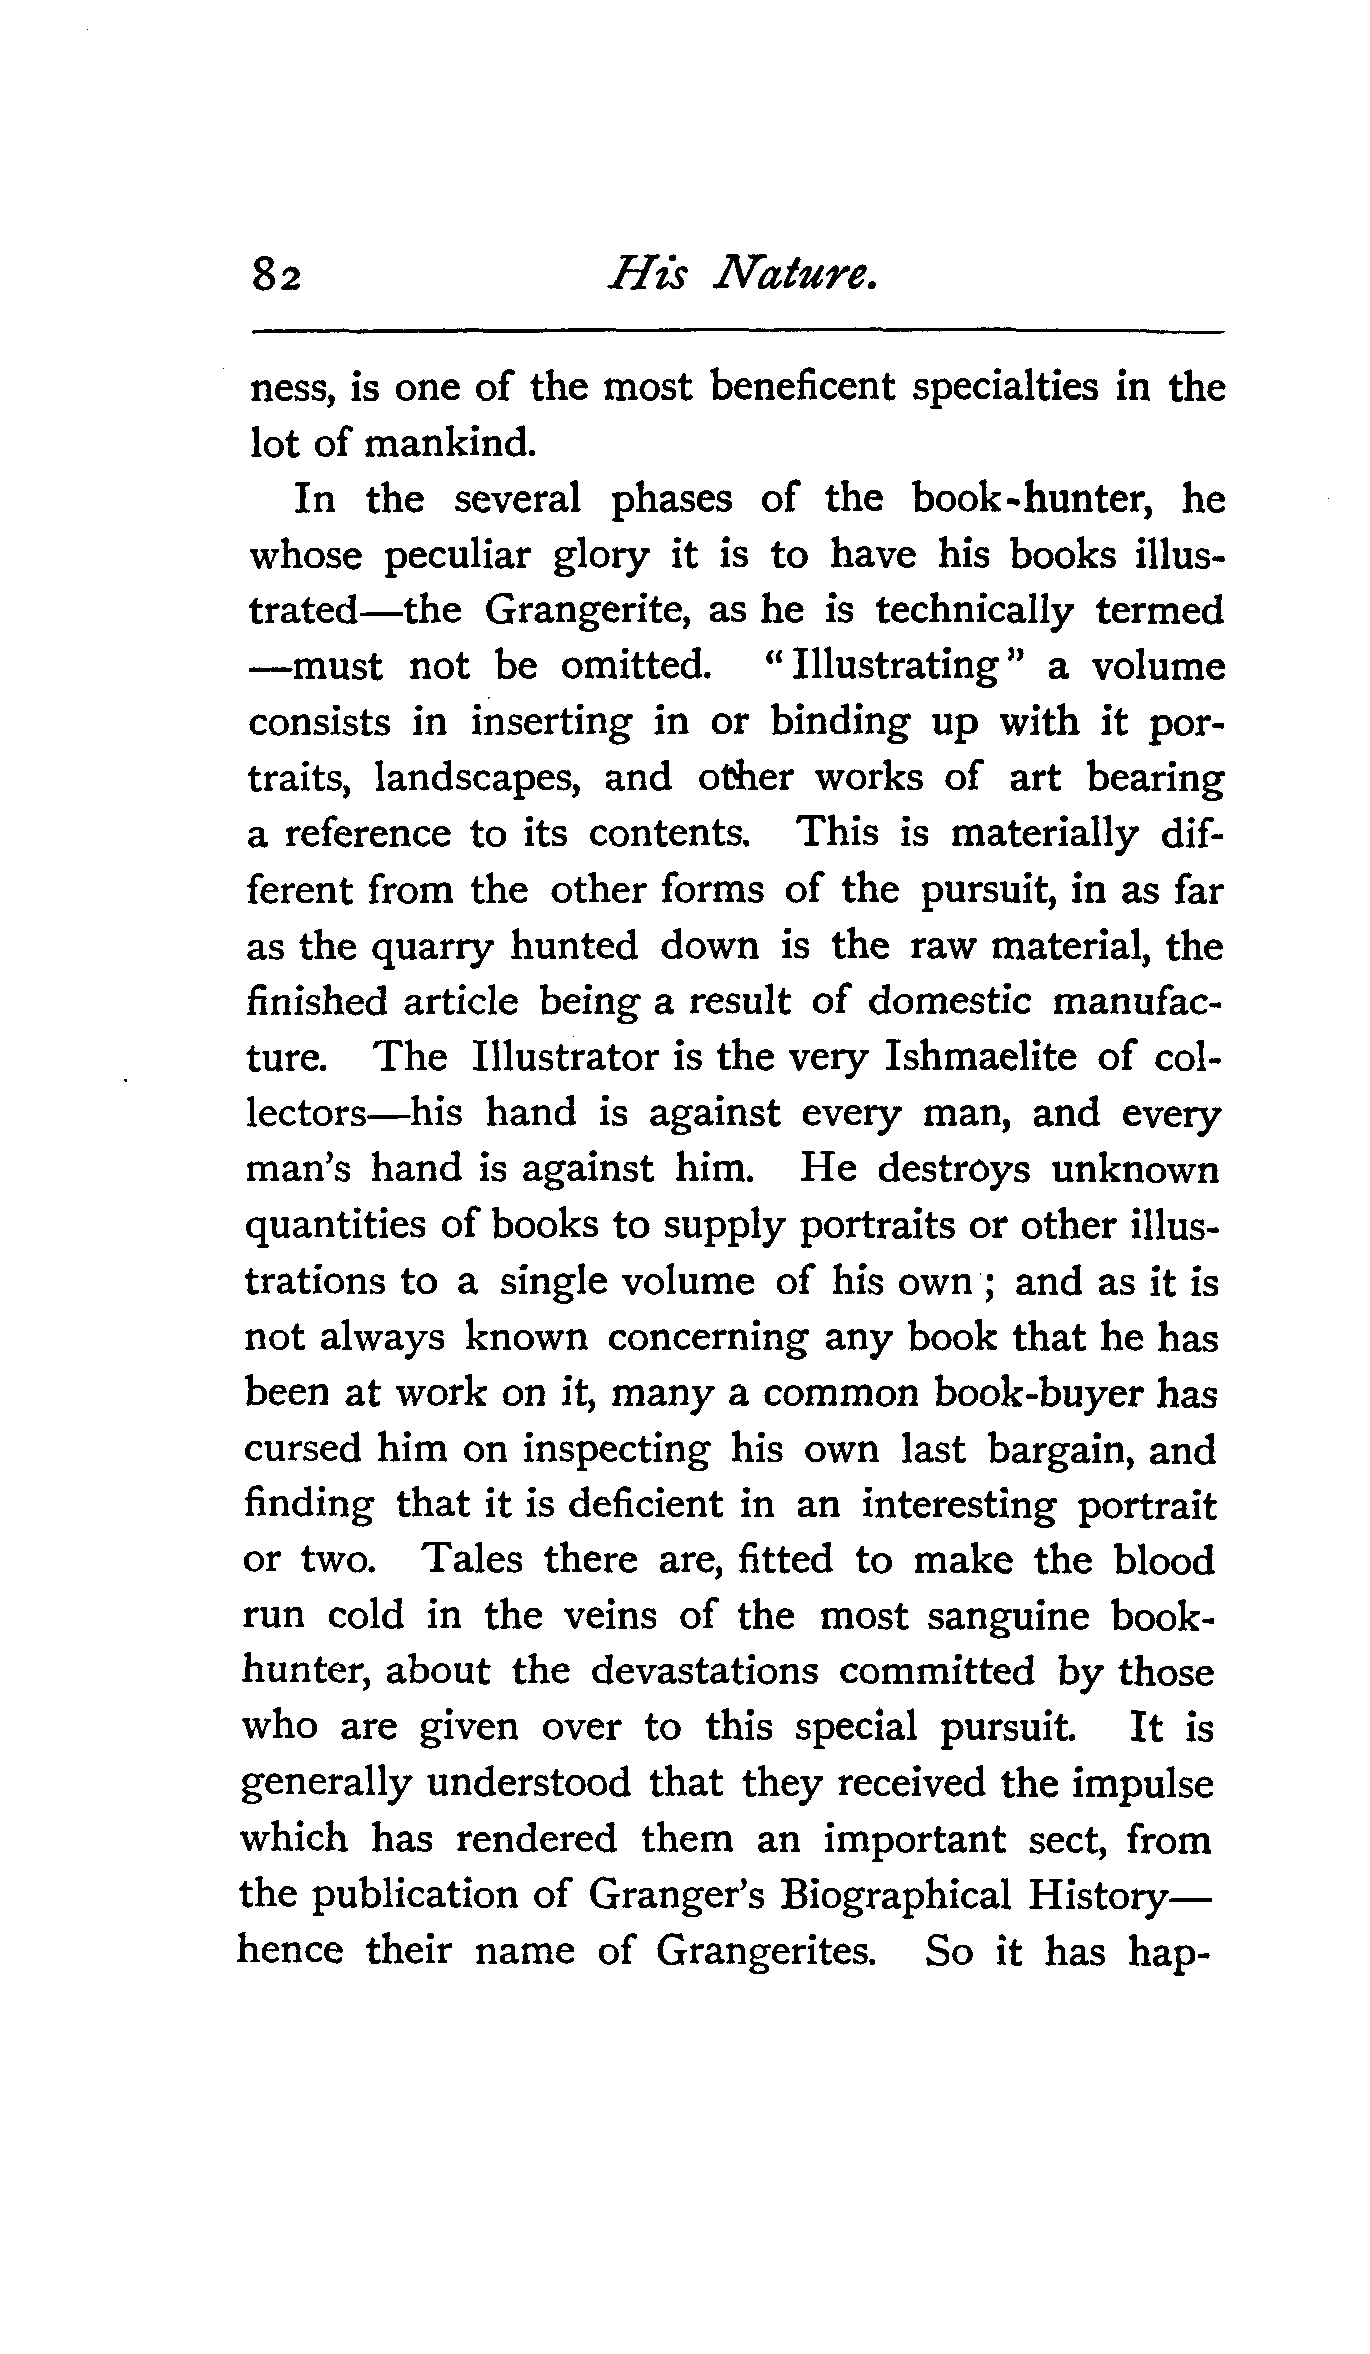 82 His Nature.
ness, is one of the most beneficent specialties in the
lot of mankind.
In the several phases of the book-hunter, he
whose peculiar glory it is to have his books illus-
trated—the Grangerite, as he is technically termed
—must not be omitted. “Illustrating” a volume
consists in inserting in or binding up with it por-
traits, landscapes, and other works of art bearing
a reference to its contents. This is materially dif-
ferent from the other forms of the pursuit, in as far
as the quarry hunted down is the raw material, the
finished article being a result of domestic manufac-
ture. The Illustrator is the very Ishmaelite of col-
lectors—his hand is against every man, and every
man's hand is against him. He destroys unknown
quantities of books to supply portraits or other illus-
trations to a single volume of his own; and as it is
not always known concerning any book that he has
been at work on it, many a common book-buyer has
cursed him on inspecting his own last bargain, and
finding that it is deficient in an interesting portrait
or two. Tales there are, fitted to make the blood
run cold in the veins of the most sanguine book-
hunter, about the devastations committed by those
who are given over to this special pursuit. It is
generally understood that they received the impulse
which has rendered them an important sect, from
the publication of Granger's Biographical History—
hence their name of Grangerites. So it has hap-